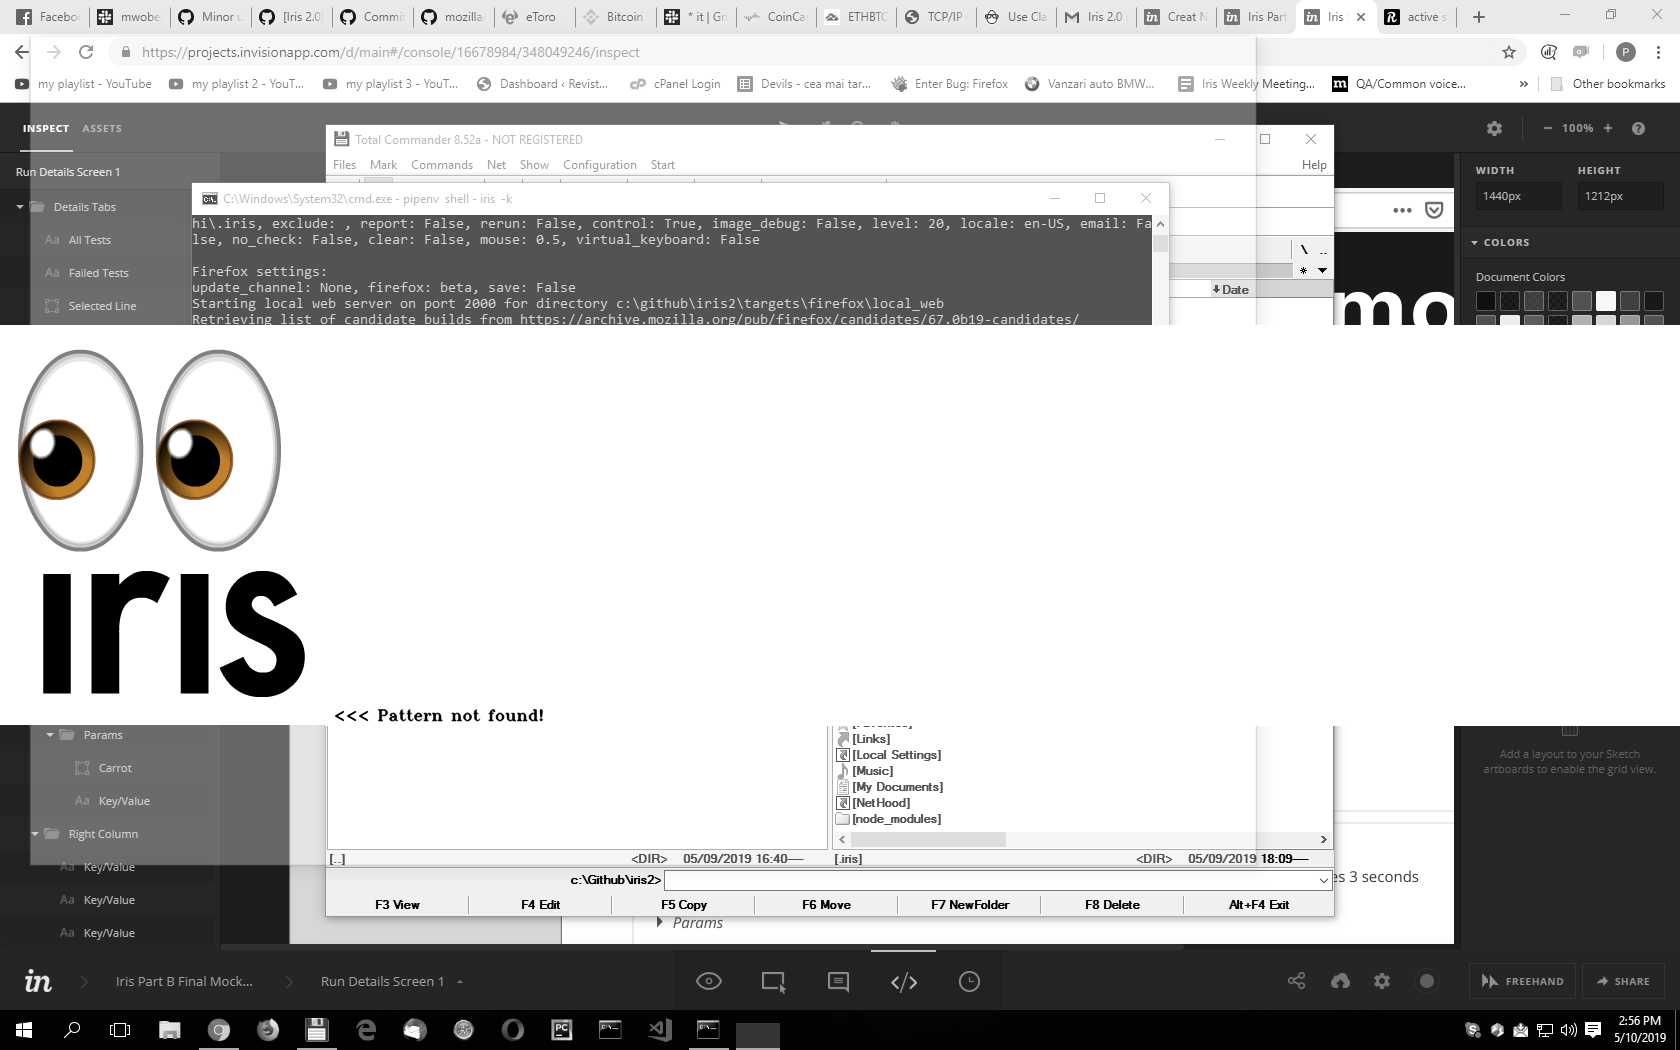 Faceboo
mwobe
Minor u
[Iris 2.0
Commit
mozilla
eToro
Bitcoin
* it | Gr
CoinCas
ETHBTC
TCP/IP
Use Cla
Iris 2.0
Creat N
Iris Part
Iris
active s
https://projects.invisionapp.com/d/main#/console/16678984/348049246/inspect
P
my playlist - YouTube
my playlist 2 - YouT...
my playlist 3 - YouT...
Dashboard ‹ Revist...
cPanel Login
Devils - cea mai tar...
Enter Bug: Firefox
Vanzari auto BMW...
Iris Weekly Meeting...
QA/Common voice...
»
Other bookmarks
INSPECT ASSETS
100%
Run Details Screen 1
Details Tabs
Aa All Tests
Aa Failed Tests
Selected Line
Total Commander 8.52a - NOT REGISTERED
Files Mark Commands Net Show Configuration Start Help
C:\Windows\System32\cmd.exe - pipenv shell - iris -k
hi\.iris, exclude: , report: False, rerun: False, control: True, image_debug: False, level: 20, locale: en-US, email: Fa
lse, no_check: False, clear: False, mouse: 0.5, virtual_keyboard: False
Firefox settings:
update_channel: None, firefox: beta, save: False
Starting local web server on port 2000 for directory c:\github\iris2\targets\firefox\local_web
Retrieving list of candidate builds from https://archive.mozilla.org/pub/firefox/candidates/67.0b19-candidates/
\ ..
*
Date
mo
WIDTH HEIGHT
1440px 1212px
COLORS
Document Colors
iris
<<< Pattern not found!
Params
Carrot
Aa Key/Value
Right Column
Aa Key/Value
Aa Key/Value
Aa Key/Value
[Links]
[Local Settings]
[Music]
[My Documents]
[NetHood]
[node_modules]
[..] <DIR> 05/09/2019 16:40----
[.iris] <DIR> 05/09/2019 18:09----
c:\Github\iris2>
F3 View F4 Edit F5 Copy F6 Move F7 NewFolder F8 Delete Alt+F4 Exit
es 3 seconds
Params
Add a layout to your Sketch
artboards to enable the grid view.
in
Iris Part B Final Mock...
Run Details Screen 1
FREEHAND
SHARE
PC
2:56 PM
5/10/2019